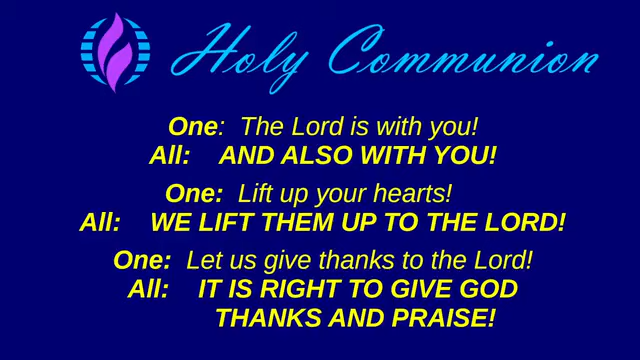 Holy Communion
One:  The Lord is with you!
All:    AND ALSO WITH YOU!
One:  Lift up your hearts!
All:    WE LIFT THEM UP TO THE LORD!
One:  Let us give thanks to the Lord!
All:    IT IS RIGHT TO GIVE GOD
THANKS AND PRAISE!